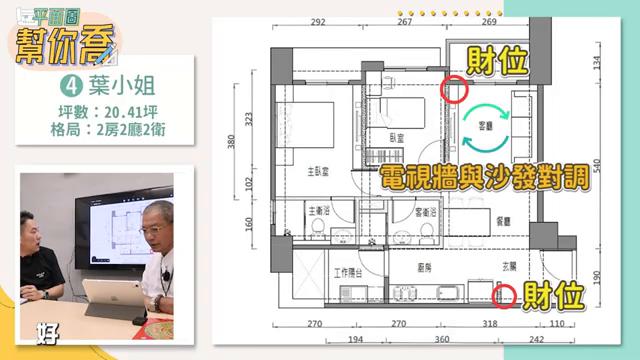 平面圖
幫你喬
4 葉小姐
坪數：20.41坪
格局：2房2廳2衛
好
292 267 269
財位
134
323
380
102
160
540
190
臥室
客廳
主臥室
電視牆與沙發對調
主衛浴
客衛浴
餐廳
工作陽台
廚房
玄關
財位
270 270 318 110
194 360 242